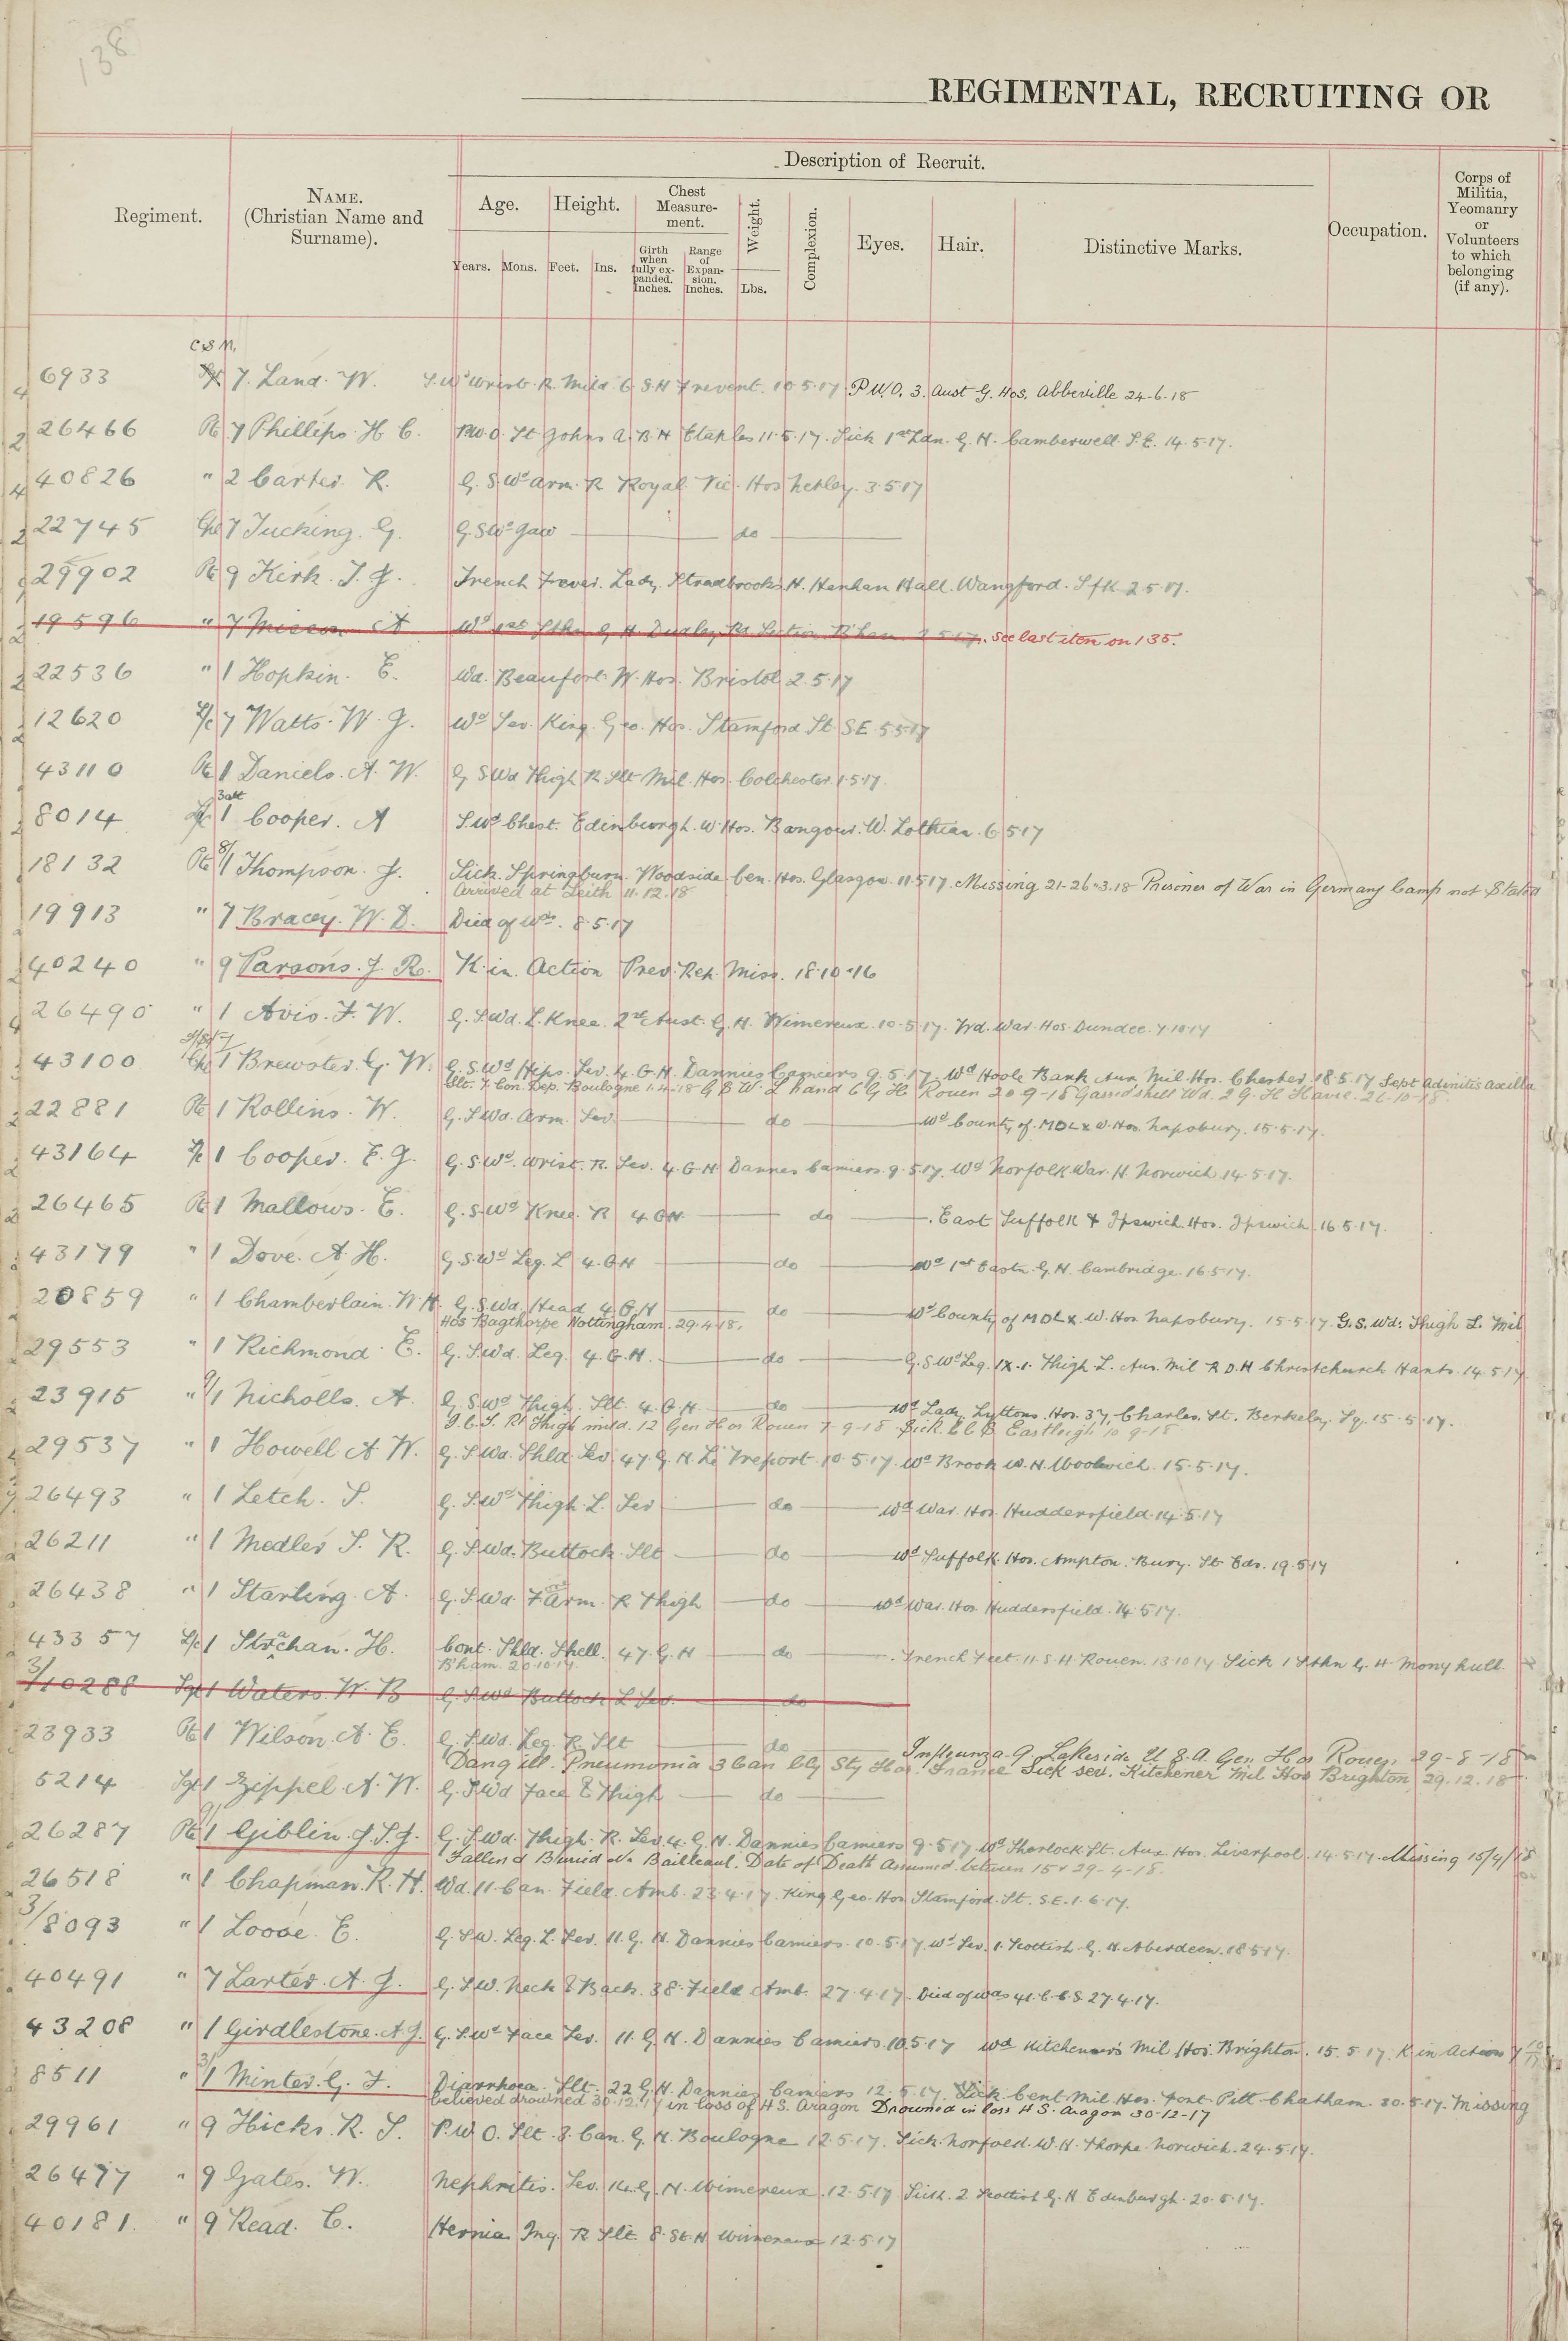 138
REGIMENTAL, RECRUITING OR
Description of Recruit.
Regiment.
NAME.
(Christian Name and
Surname).
Age.
Height.
Chest
Measure-
ment.
Weight.
Complexion.
Eyes.
Hair.
Distinctive Marks.
Occupation.
Corps of
Militia,
Yeomanry
or
Volunteers
to which
belonging
(if any).
Years.
Mons.
Feet.
Ins.
Girth
when
fully ex-
panded.
Inches.
Range
of
Expan-
sion.
Inches.
Lbs.
C S M.
6933 7. Land. W. S. Wd Wrist. R. Mild 6 S.H Frevent. 10.5.17. P.U.O. 3. Aust G. Hos. Abbeville 24-6-18
26466 Pte 7 Phillips. H C. P.U.O. St Johns A.B.H Etaples 11.5.17. Sick 1st Ldn. G. H. Camberwell S.E. 14.5.17.
40826 " 2 Carter. R. G. S. Wd Arm. R Royal Vic. Hos Netley. 3.5.17
22745 Cpl 7 Tucking. G. G.S.Wd Jaw do
29902 Pte 9 Kirk. J. J. Trench Fever. Lady Stradbrooks H. Henham Hall. Wangford. Sfk 2.5.17.
19596 " 7 A Wd 1st Sthn G H. Dudley Rd Section B'ham 2.5.17. See last item on 135.
22536 " 1 Hopkin. E. Wd. Beaufort W. Hos. Bristol 2.5.17
12620 L/c 7 Watts. W. J. Wd Sev. King Geo. Hos. Stamford St. SE 5.5.17
43110 Pte 1 Daniels. A. W. G S Wd Thigh R Slt Mil. Hos. Colchester. 1.5.17.
8014 1 Cooper. A S. Wd Chest. Edinburgh. W. Hos. Bangour. W. Lothian. 6.5.17
18132 Pte 8/1 Thompson. J. Sick. Springburn Woodside Cen. Hos. Glasgow. 11.5.17. Missing 21-26-3.18 Prisoner of War in Germany Camp not Stated
Arrived at Leith 11.12.18
19913 " 7 Bracey. W. D. Died of Wds. 8.5.17
40240 " 9 Parsons. J. R. K. in Action Prev. Rep. Miss. 18.10.16
26490 " 1 Avis. F. W. G. S. Wd. L. Knee. 2nd Aust. G. H. Wimereux. 10.5.17. Trd. War. Hos. Dundee. 7.10.17
43100 Cpl 1 Brewster. G. W. G. S. Wd Hips. Sev. 4. G. H. Dannies Camiers 9.5.17. Wd Hoole Bank Aux Mil. Hos. Chester 18.5.17 Sept Adinitis axilla
Slt. 7 Con. Dep. Boulogne 1.4.18 G S W. L Hand 6 G H Rouen 20-9-18 Gassed shell Wd. 2 G. H Havre. 26-10-18.
22881 Pte 1 Rollins. W. G. S. Wd. Arm. Sev. do Wd County of MDLX W. Hos. Napsbury. 15.5.17.
43164 L/c 1 Cooper. E. G. G. S. Wd. Wrist. R. Sev. 4. G. H Dannes Camiers. 9.5.17. Wd Norfolk War. H. Norwich. 14.5.17.
26465 Pte 1 Mallows. E. G. S. Wd Knee. R 4 GH do East Suffolk & Ipswich. Hos. Ipswich. 16.5.17.
43179 " 1 Dove. A. H. G. S. Wd Leg. L 4. GH do Wd 1st Eastn. G. H. Cambridge. 16.5.17.
20859 " 1 Chamberlain. W. H. G. S. Wd. Head 4. G. H do Wd County of MDLX. W. Hos Napsbury. 15.5.17. G. S. Wd. Thigh L. Mil
Hos Bagthorpe Nottingham. 29.4.18.
29553 " 1 Richmond. E. G. S. Wd. Leg. 4. G. H. do G. S Wd Leg. & Thigh. L. Aux. Mil R. D. H Christchurch Hants. 14.5.17
23915 " 9/1 Nicholls. A. G. S. Wd Thigh. Slt. 4. G. H do Wd Lady Lyttons. Hos. 37, Charles. St. Berkeley. Sq. 15.5.17.
I. C. T. Rt Thigh mild. 12 Gen Hos Rouen 7-9-18 Sick. C C D. Eastleigh 10.9.18
29537 " 1 Howell A. W. G. S. Wd. Shld. Sev. 47. G. H Le Treport 10.5.17. Wd Brook W. H. Woolwich. 15.5.17.
26493 " 1 Letch. S. G. S. Wd Thigh. L. Sev do Wd War. Hos. Huddersfield. 14.5.17
26211 " 1 Medler S. R. G. S. Wd. Buttock. Slt do Wd Suffolk. Hos. Ampton. Bury. St Eds. 19.5.17
26438 " 1 Starling. A. G. S. Wd. F. Arm. R Thigh do Wd War. Hos. Huddersfield. 14.5.17.
43357 L/c 1 Strachan. H. Cont. Shld. Shell. 47. G. H do Trench Feet. 11. S. H. Rouen. 13.10.17 Sick 1 Sthn G. H Mony hull.
B'ham. 20.10.17.
3/10288 Sgt 1 Waters. W. B G. S. Wd Buttock L Sev. do
23933 Pte 1 Wilson. A. E. G. S. Wd. Leg. R. Slt do Influenza 9 Lakeside U.S.A. Gen Hos Rouen 29-8-18
Dang ill. Pneumonia 3 Can Cly Sty Hos. France Sick sev. Kitchener Mil Hos Brighton 29.12.18
5214 Sgt 1 Zippel A. W. G. S. Wd Face & Thigh do
26287 Pte 9/1 Giblin. J. S. J. G. S. Wd. Thigh. R. Sev. 4. G. H. Dannies Camiers 9.5.17 Wd Sherlock St. Aux. Hos. Liverpool. 14.5.17. Missing 15/4/18
Fallen & Buried Nr Bailleaul. Date of Death Assumed between 15 & 29-4-18.
26518 " 1 Chapman. R. H. Wd. 11. Can. Field. Amb. 23.4.17. King Geo. Hos Stamford. St. SE. 1.6.17.
3/8093 " 1 Loose. E. G. S. W. Leg. L. Sev. 11. G. H. Dannies Camiers. 10.5.17 Wd Sev. 1. Scottish. G. H. Aberdeen. 18.5.17.
40491 " 7 Larter. A. J. G. S. W. Neck & Back. 38. Field Amb. 27.4.17. Died of wds 41. C.C.S. 27.4.17.
43208 " 1 Girdlestone. A. J. G. S. Wd Face Sev. 11. G. H. Dannies Camiers. 10.5.17 Wd Kitcheners Mil Hos. Brighton. 15.5.17. K in Action
8511 " 3/1 Minter. G. F. Diarrhoea. Slt. 22 G. H. Dannies Camiers 12.5.17. Sick. Cent. Mil. Hos. Font Pitt Chatham. 30.5.17. Missing
believed drowned 30.12.17 in loss of H S. Aragon Drowned in loss H S. Aragon 30-12-17
29961 " 9 Hicks. R. S. P. U O. Slt. 3. Can. G. H. Boulogne 12.5.17. Sick. Norfolk. W. H. Thorpe. Norwich. 24.5.17.
26477 " 9 Gates. W. Nephritis. Sev. 14. G. H. Wimereux. 12.5.17 Sick. 2 Scottish G. H Edinburgh. 20.5.17.
40181. " 9 Read. C. Hernia Ing. R Slt. 8. St. H Wimereux 12.5.17